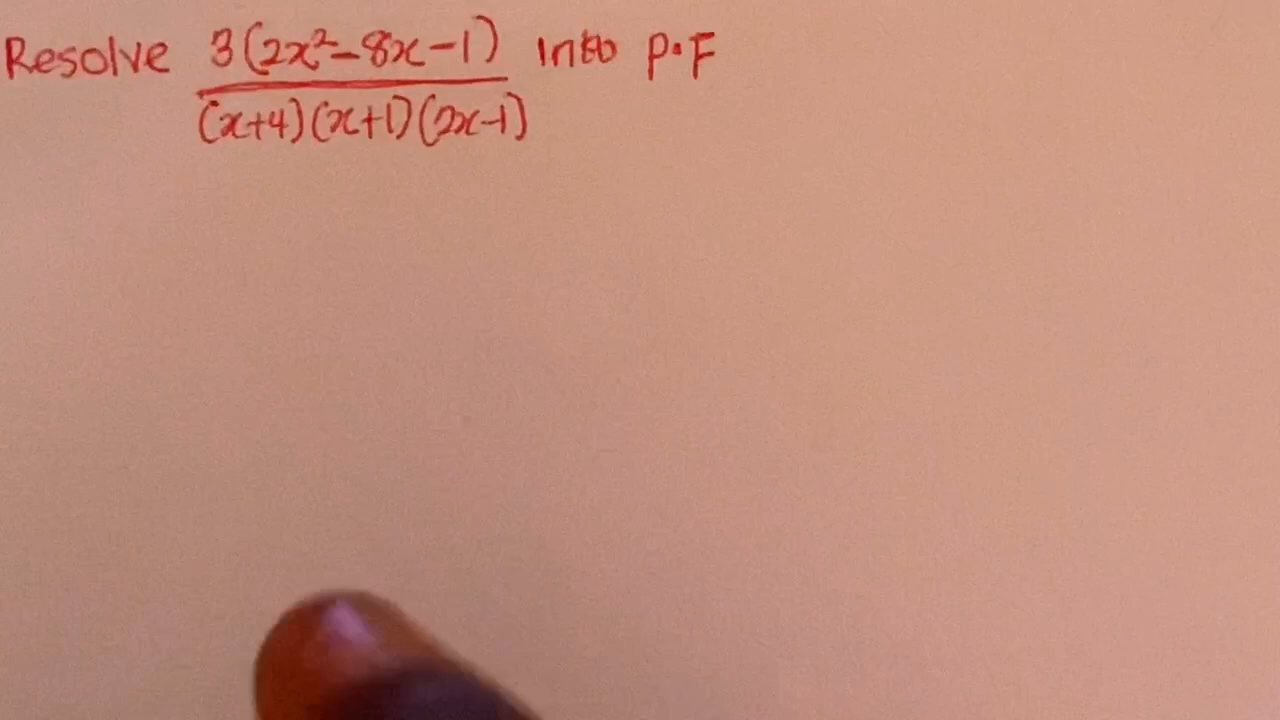 Resolve 3(2x²-8x-1) into P.F
(x+4)(x+1)(2x-1)